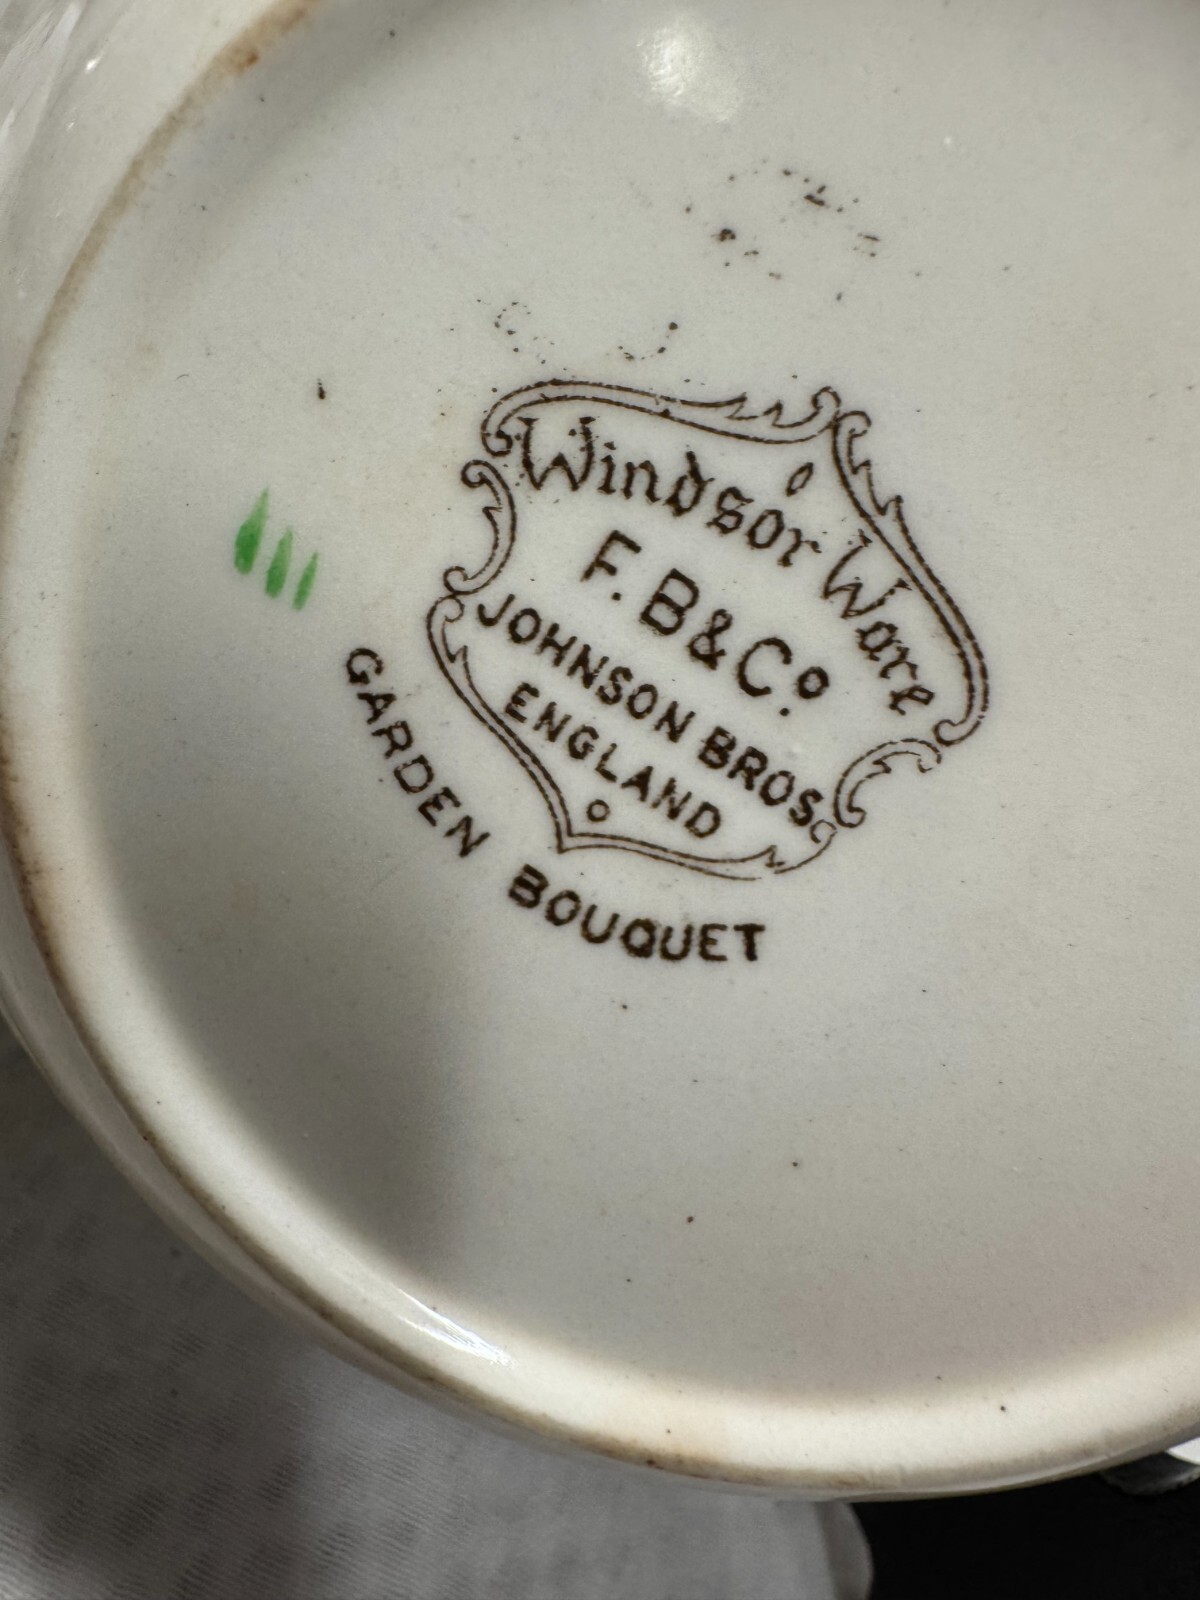 Windsor Ware
F. B & Co.
JOHNSON BROS
ENGLAND
GARDEN BOUQUET